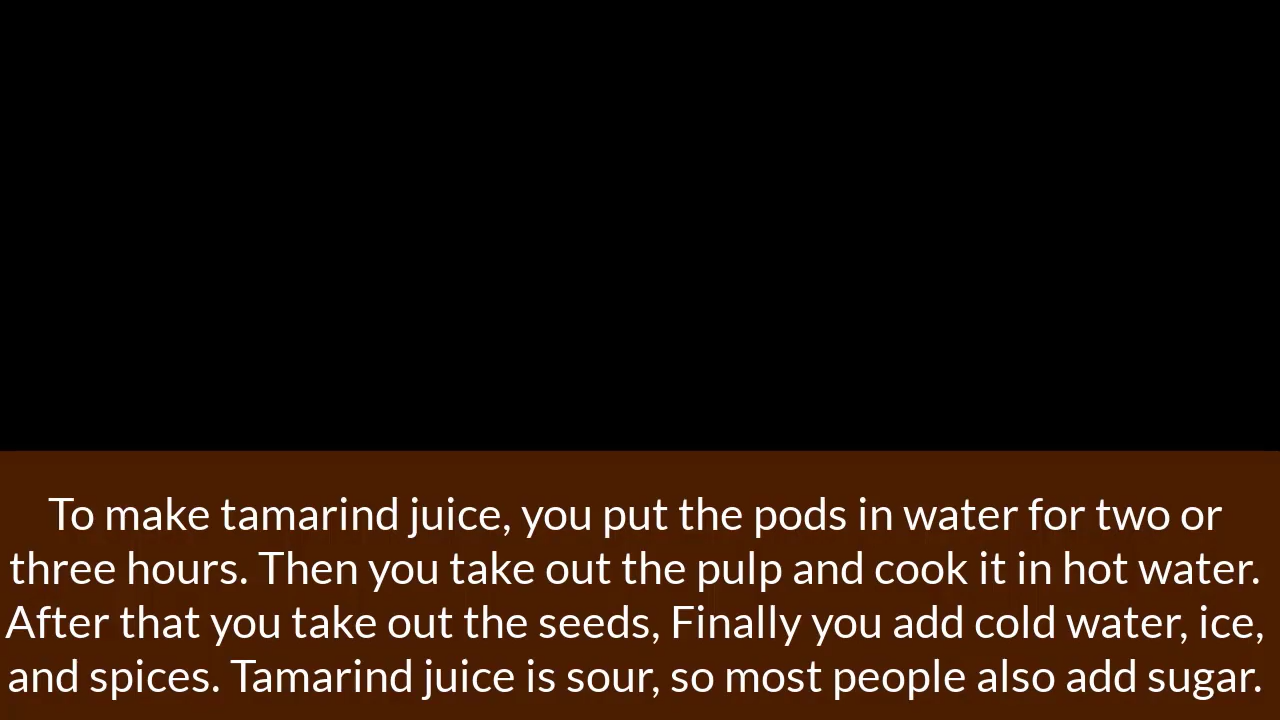 To make tamarind juice, you put the pods in water for two or
three hours. Then you take out the pulp and cook it in hot water.
After that you take out the seeds, Finally you add cold water, ice,
and spices. Tamarind juice is sour, so most people also add sugar.